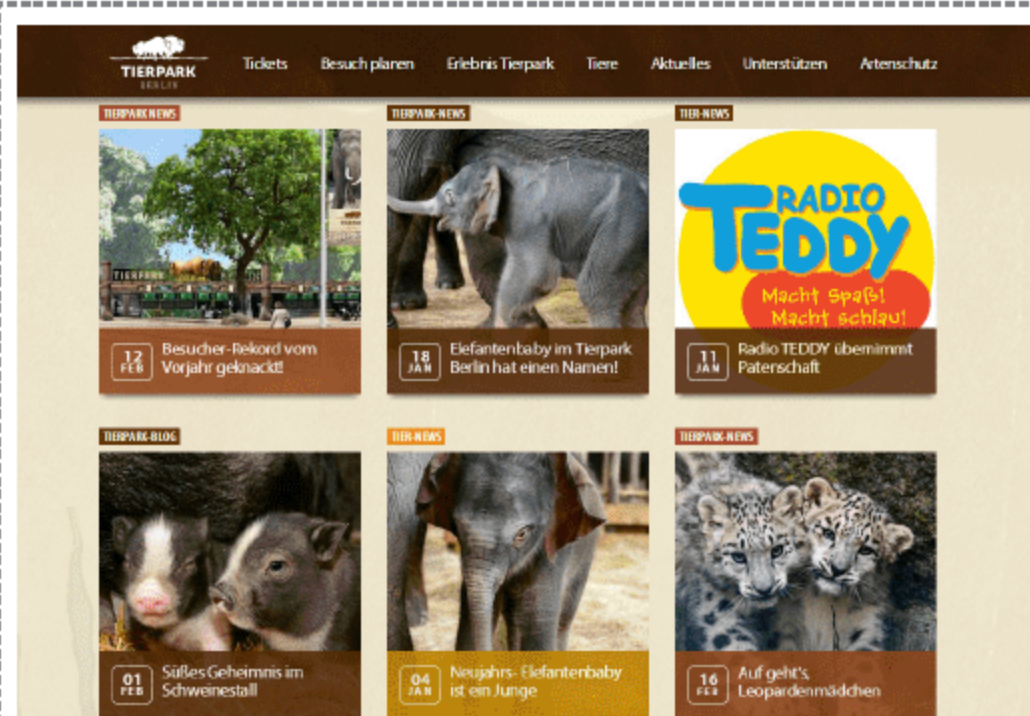 TIERPARK
BERLIN
Tickets
Besuch planen
Erlebnis Tierpark
Tiere
Aktuelles
Unterstützen
Artenschutz
TIERPARK NEWS
TIERPARK-NEWS
TIER-NEWS
TIERPARK
12
FEB
Besucher-Rekord vom
Vorjahr geknackt!
18
JAN
Elefantenbaby im Tierpark
Berlin hat einen Namen!
RADIO
TEDDY
Macht Spaß!
Macht schlau!
11
JAN
Radio TEDDY übernimmt
Patenschaft
TIERPARK-BLOG
TIER-NEWS
TIERPARK-NEWS
01
FEB
Süßes Geheimnis im
Schweinestall
04
JAN
Neujahrs- Elefantenbaby
ist ein Junge
16
FEB
Auf geht's,
Leopardenmädchen